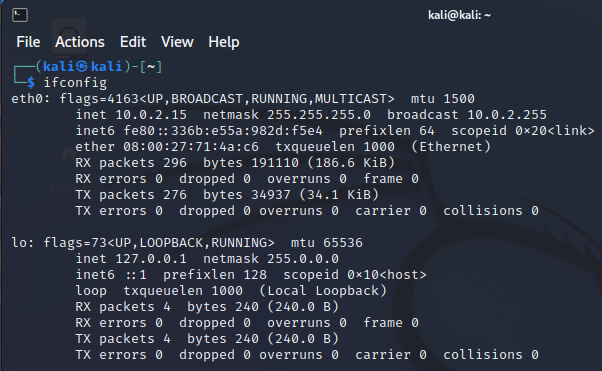 kali@kali: ~
File Actions Edit View Help
┌──(kali㉿kali)-[~]
└─$ ifconfig
eth0: flags=4163<UP,BROADCAST,RUNNING,MULTICAST>  mtu 1500
        inet 10.0.2.15  netmask 255.255.255.0  broadcast 10.0.2.255
        inet6 fe80::336b:e55a:982d:f5e4  prefixlen 64  scopeid 0×20<link>
        ether 08:00:27:71:4a:c6  txqueuelen 1000  (Ethernet)
        RX packets 296  bytes 191110 (186.6 KiB)
        RX errors 0  dropped 0  overruns 0  frame 0
        TX packets 276  bytes 34937 (34.1 KiB)
        TX errors 0  dropped 0 overruns 0  carrier 0  collisions 0

lo: flags=73<UP,LOOPBACK,RUNNING>  mtu 65536
        inet 127.0.0.1  netmask 255.0.0.0
        inet6 ::1  prefixlen 128  scopeid 0×10<host>
        loop  txqueuelen 1000  (Local Loopback)
        RX packets 4  bytes 240 (240.0 B)
        RX errors 0  dropped 0  overruns 0  frame 0
        TX packets 4  bytes 240 (240.0 B)
        TX errors 0  dropped 0 overruns 0  carrier 0  collisions 0